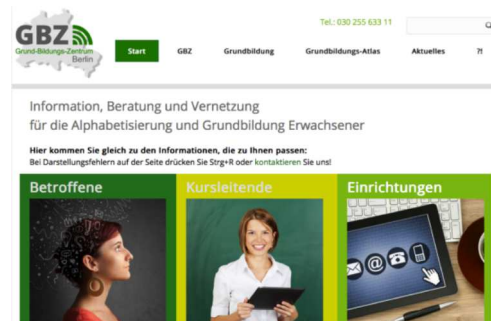 GBZ
Grund-Bildungs-Zentrum
Berlin
Tel.: 030 255 633 11
Start GBZ Grundbildung Grundbildungs-Atlas Aktuelles ?!
Information, Beratung und Vernetzung
für die Alphabetisierung und Grundbildung Erwachsener
Hier kommen Sie gleich zu den Informationen, die zu Ihnen passen:
Bei Darstellungsfehlern auf der Seite drücken Sie Strg+R oder kontaktieren Sie uns!
Betroffene Kursleitende Einrichtungen
@